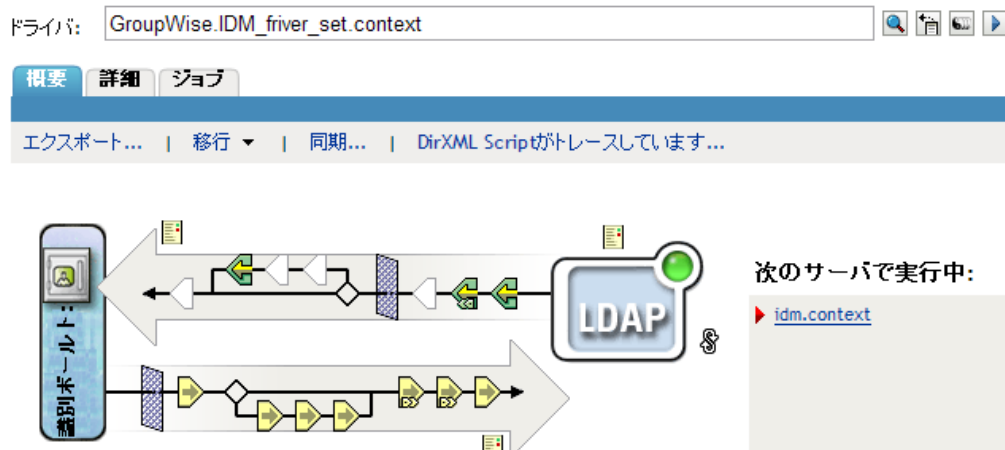 ドライバ: GroupWise.IDM_friver_set.context
概要 詳細 ジョブ
エクスポート... | 移行 ▼ | 同期... | DirXML Scriptがトレースしています...
識別ボールト:
LDAP
次のサーバで実行中:
idm.context